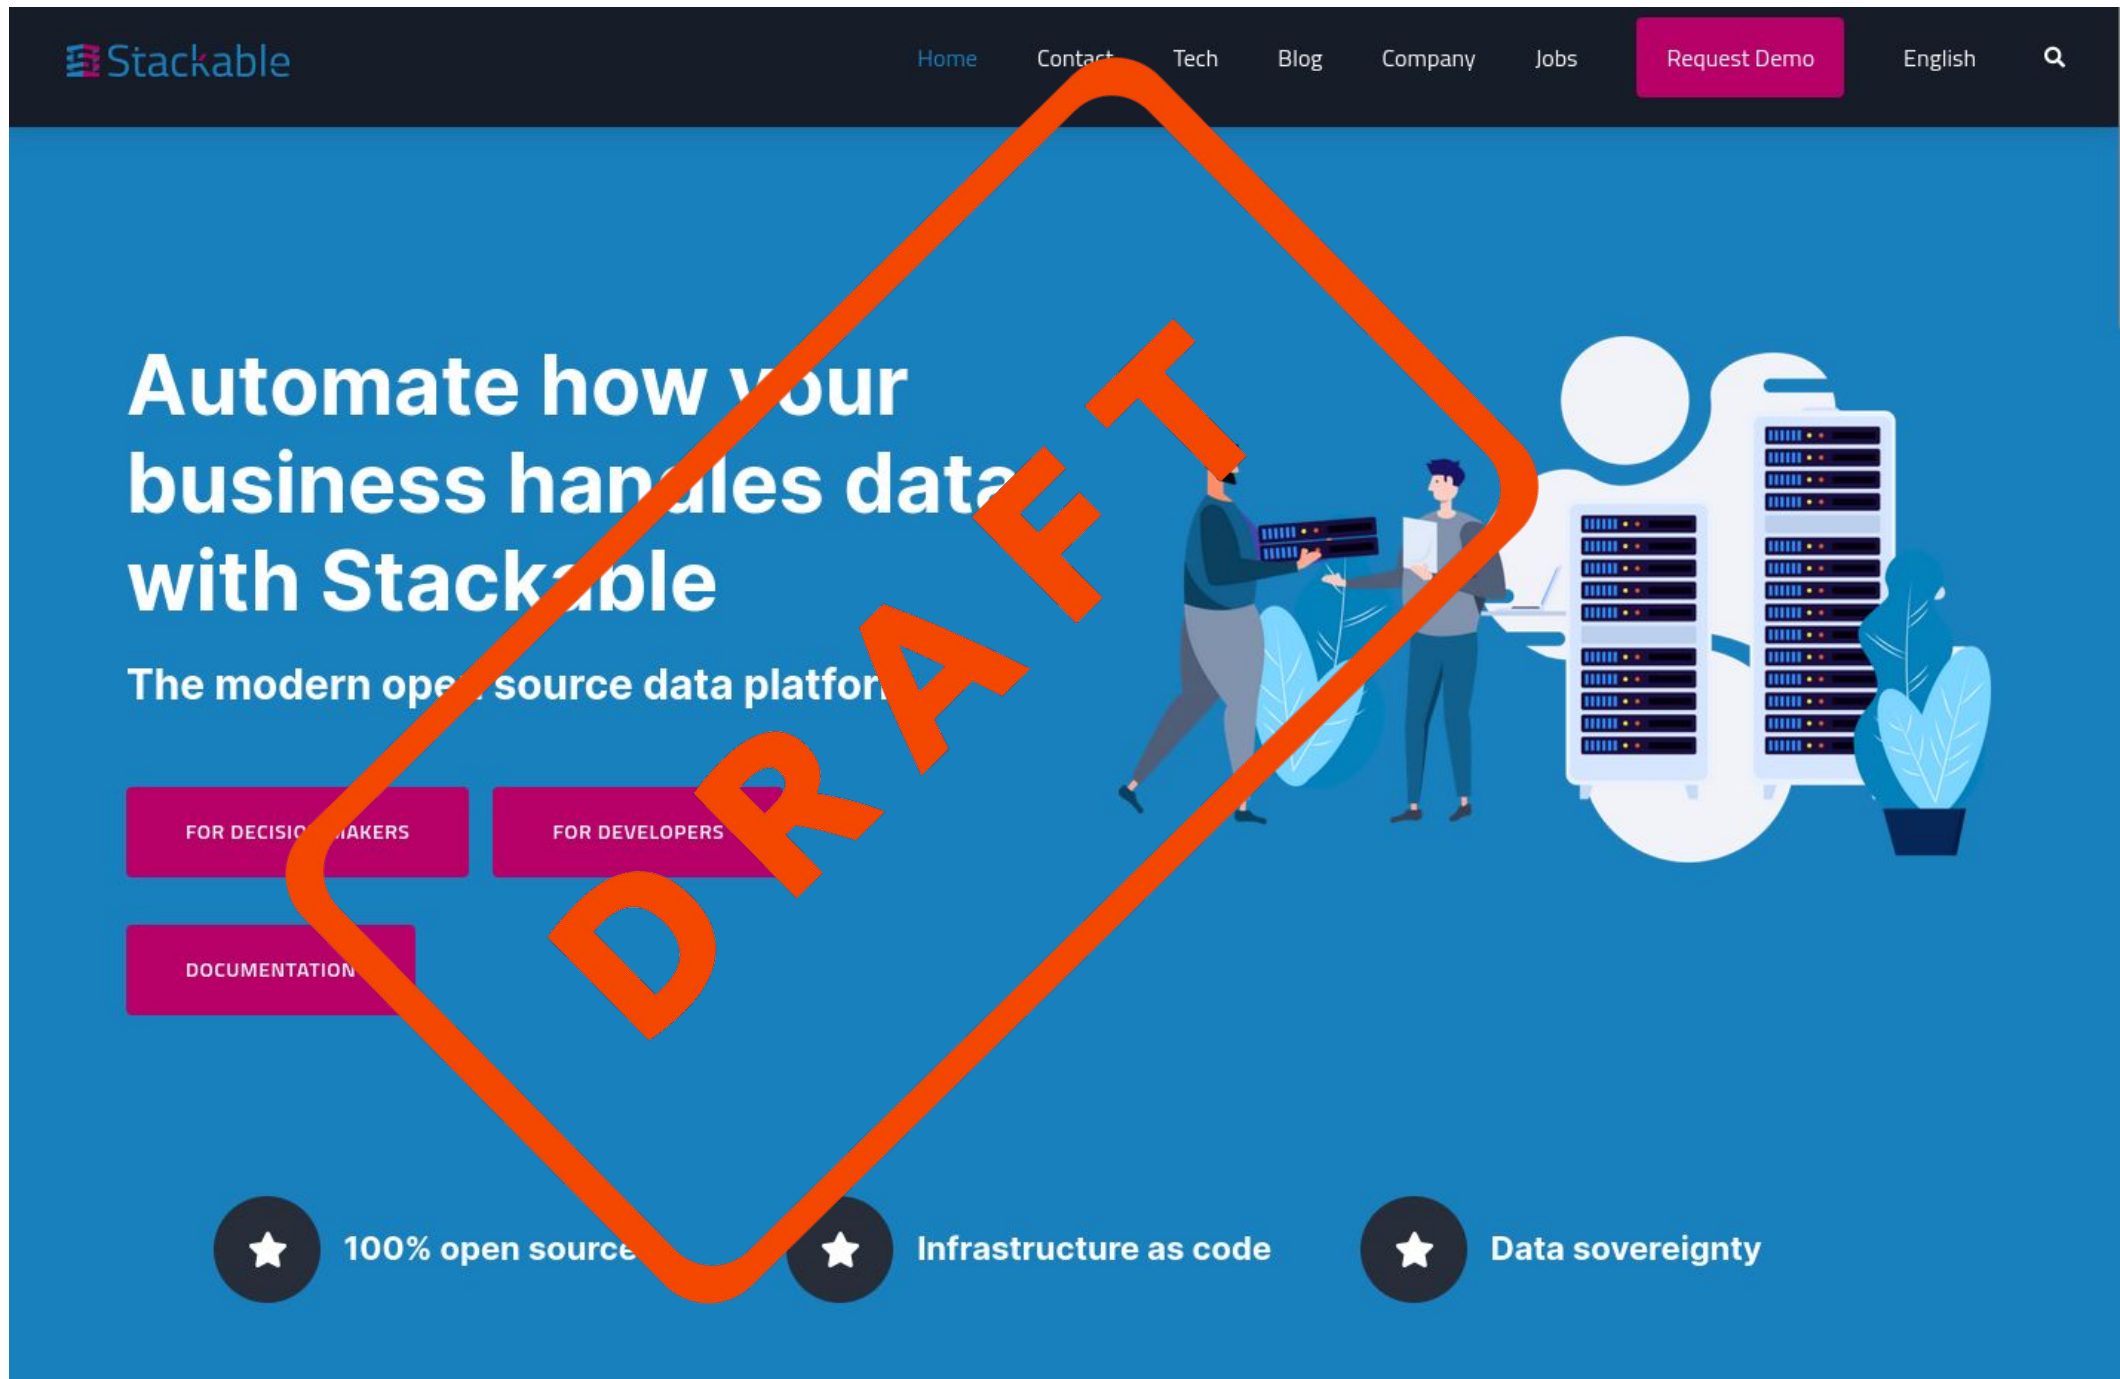 Stackable
Home Contact Tech Blog Company Jobs Request Demo English
Automate how your
business handles data
with Stackable
The modern open source data platform
FOR DECISION MAKERS
FOR DEVELOPERS
DOCUMENTATION
DRAFT
100% open source
Infrastructure as code
Data sovereignty